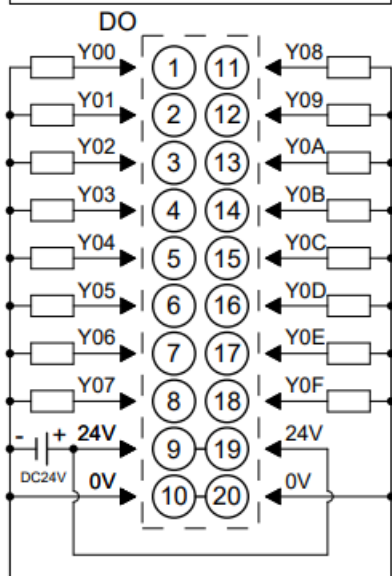 DO
Y00 1 11 Y08
Y01 2 12 Y09
Y02 3 13 Y0A
Y03 4 14 Y0B
Y04 5 15 Y0C
Y05 6 16 Y0D
Y06 7 17 Y0E
Y07 8 18 Y0F
- + 24V 9 19 24V
DC24V 0V 10 20 0V